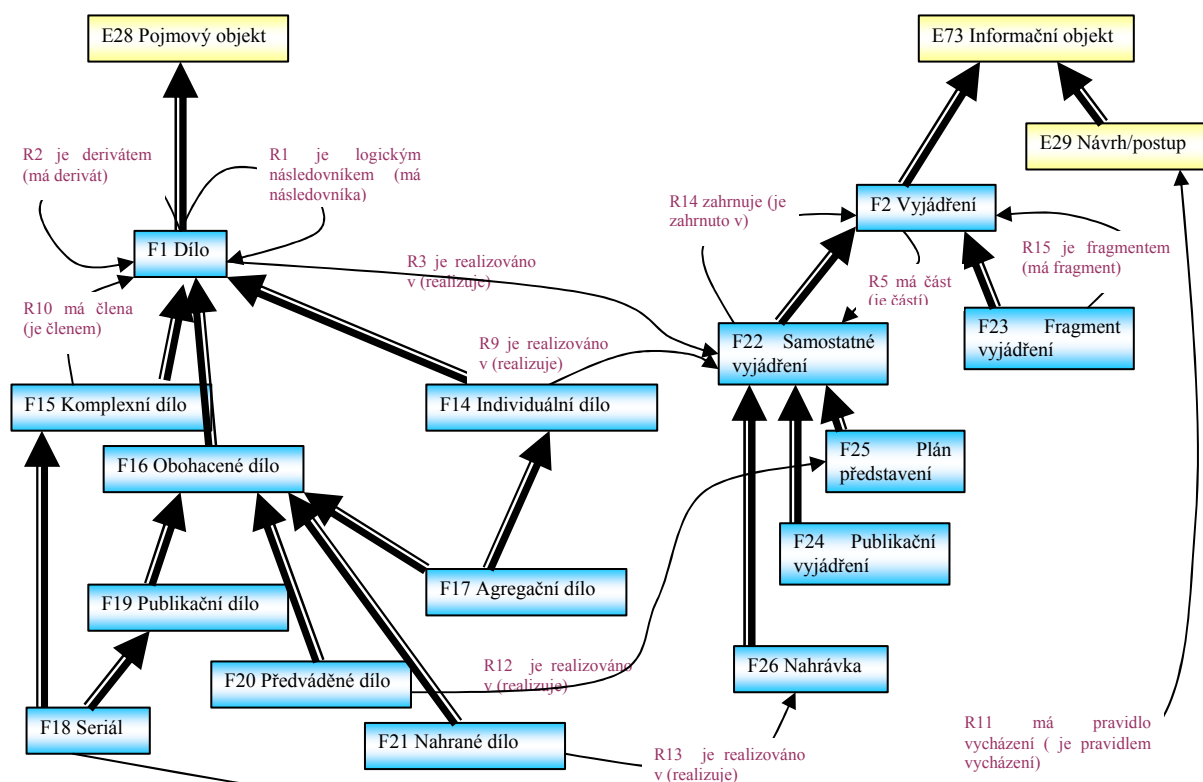 E28 Pojmový objekt
E73 Informační objekt
E29 Návrh/postup
R2 je derivátem
(má derivát)
R1 je logickým
následovníkem (má
následovníka)
R14 zahrnuje (je
zahrnuto v)
F2 Vyjádření
F1 Dílo
R3 je realizováno
v (realizuje)
R5 má část
(je částí)
R15 je fragmentem
(má fragment)
R10 má člena
(je členem)
R9 je realizováno
v (realizuje)
F22 Samostatné
vyjádření
F23 Fragment
vyjádření
F15 Komplexní dílo
F14 Individuální dílo
F16 Obohacené dílo
F25 Plán
představení
F24 Publikační
vyjádření
F19 Publikační dílo
F17 Agregační dílo
F20 Předváděné dílo
R12 je realizováno
v (realizuje)
F26 Nahrávka
F18 Seriál
F21 Nahrané dílo
R13 je realizováno
v (realizuje)
R11 má pravidlo
vycházení ( je pravidlem
vycházení)